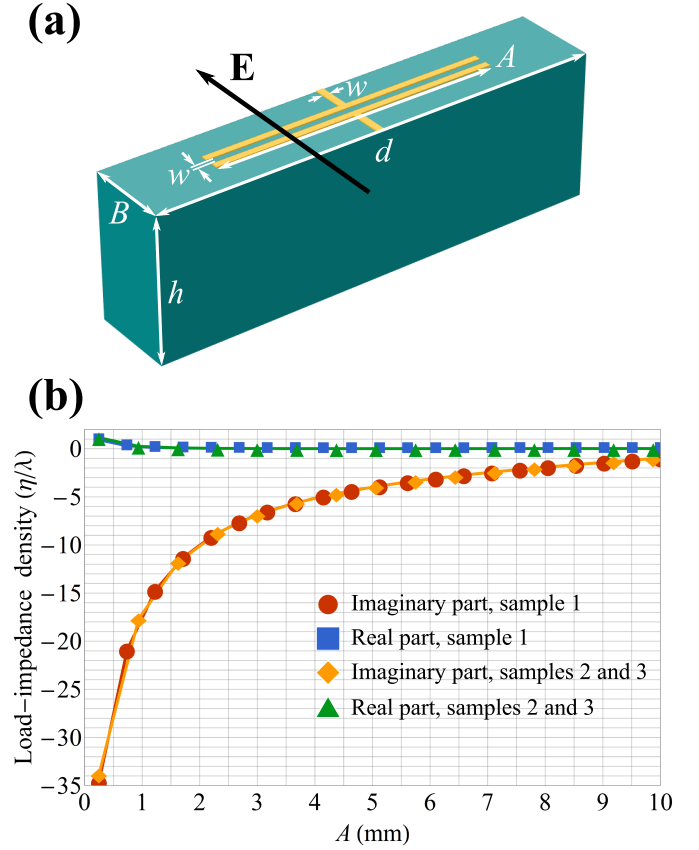 (a)
E
w
A
w
d
B
h
(b)
Load−impedance density (η/λ)
0
−5
−10
−15
−20
−25
−30
−35
Imaginary part, sample 1
Real part, sample 1
Imaginary part, samples 2 and 3
Real part, samples 2 and 3
0 1 2 3 4 5 6 7 8 9 10
A (mm)